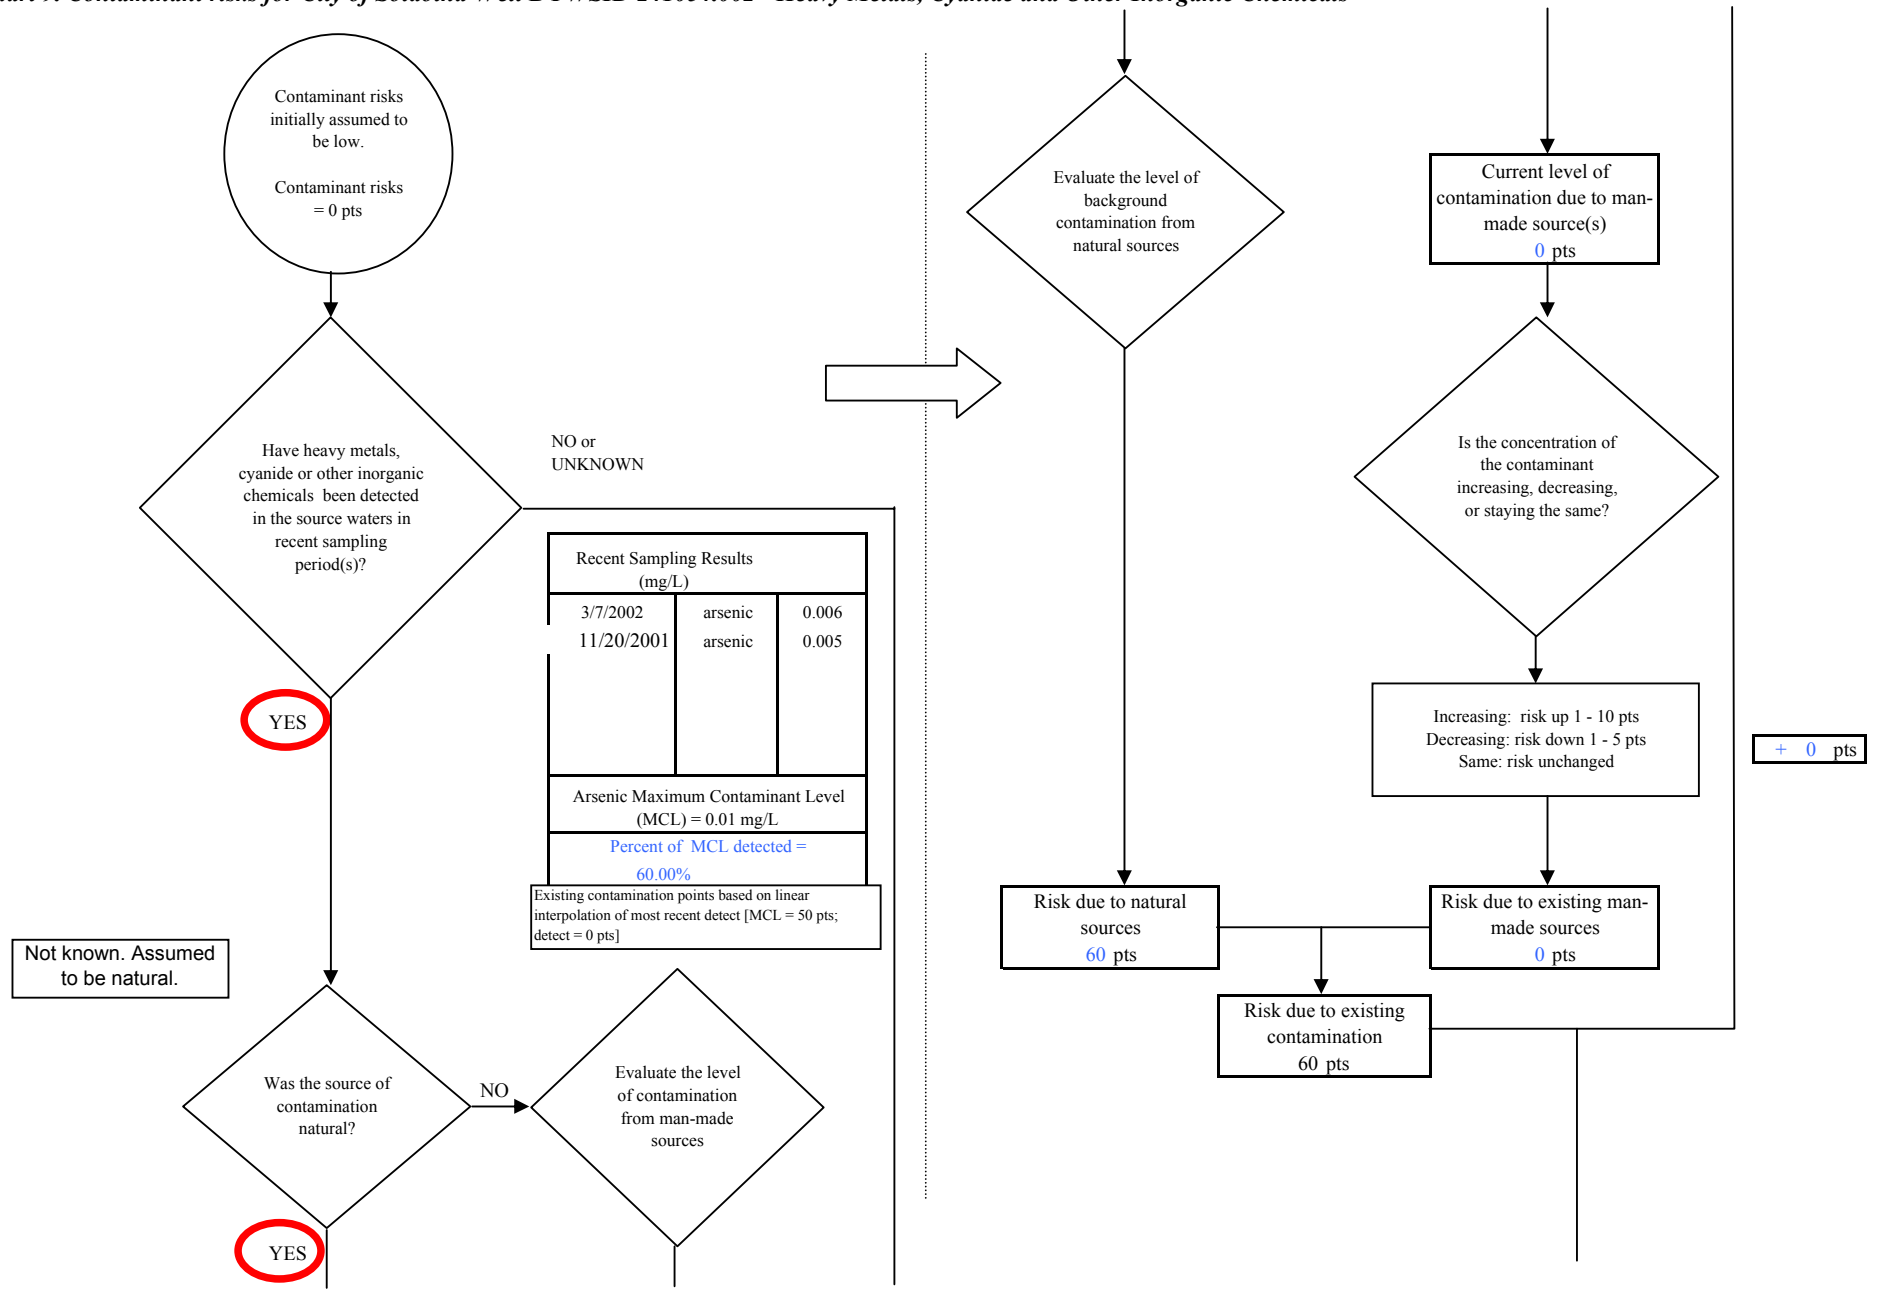 Contaminant risks
initially assumed to
be low.
Contaminant risks
= 0 pts
Have heavy metals,
cyanide or other inorganic
chemicals been detected
in the source waters in
recent sampling
period(s)?
NO or
UNKNOWN
YES
Recent Sampling Results
(mg/L)
3/7/2002 arsenic 0.006
11/20/2001 arsenic 0.005
Arsenic Maximum Contaminant Level
(MCL) = 0.01 mg/L
Percent of MCL detected =
60.00%
Existing contamination points based on linear
interpolation of most recent detect [MCL = 50 pts;
detect = 0 pts]
Not known. Assumed
to be natural.
Was the source of
contamination
natural?
NO
YES
Evaluate the level
of contamination
from man-made
sources
Evaluate the level of
background
contamination from
natural sources
Current level of
contamination due to man-
made source(s)
0 pts
Is the concentration of
the contaminant
increasing, decreasing,
or staying the same?
Increasing: risk up 1 - 10 pts
Decreasing: risk down 1 - 5 pts
Same: risk unchanged
+ 0 pts
Risk due to natural
sources
60 pts
Risk due to existing man-
made sources
0 pts
Risk due to existing
contamination
60 pts